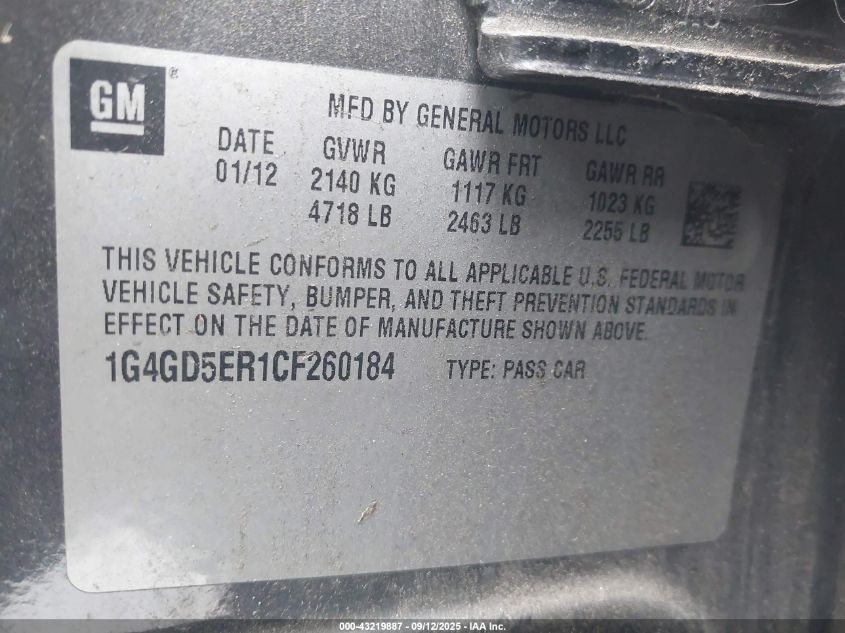 GM®
MFD BY GENERAL MOTORS LLC
DATE GVWR GAWR FRT GAWR RR
01/12 2140 KG 1117 KG 1023 KG
4718 LB 2463 LB 2255 LB
THIS VEHICLE CONFORMS TO ALL APPLICABLE U.S. FEDERAL MOTOR
VEHICLE SAFETY, BUMPER, AND THEFT PREVENTION STANDARDS IN
EFFECT ON THE DATE OF MANUFACTURE SHOWN ABOVE.
1G4GD5ER1CF260184 TYPE: PASS CAR
000-43219887 - 09/12/2025 - IAA Inc.